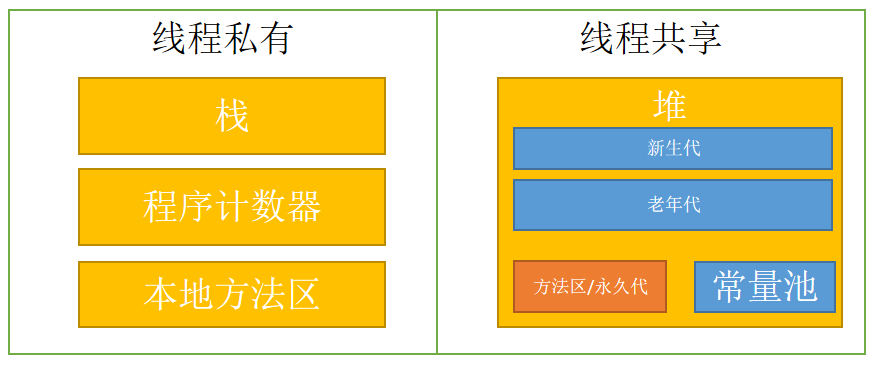 线程私有
栈
程序计数器
本地方法区
线程共享
堆
新生代
老年代
方法区/永久代
常量池